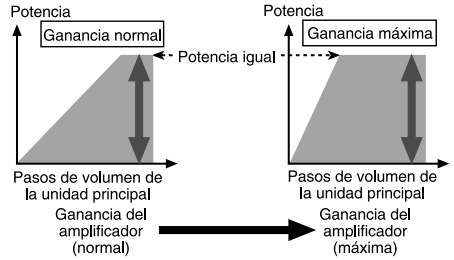 Potencia
Ganancia normal
Potencia igual
Pasos de volumen de
la unidad principal
Ganancia del
amplificador
(normal)
Potencia
Ganancia máxima
Pasos de volumen de
la unidad principal
Ganancia del
amplificador
(máxima)